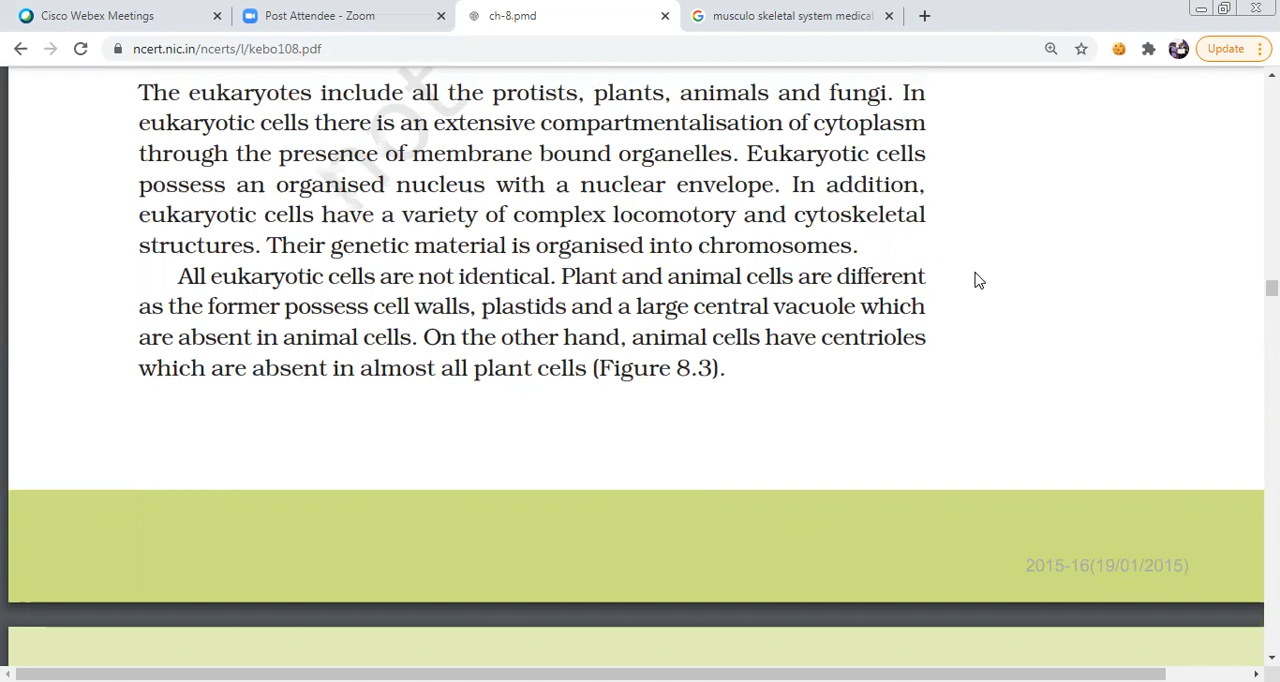 Cisco Webex Meetings
Post Attendee - Zoom
ch-8.pmd
musculo skeletal system medical
ncert.nic.in/ncerts/l/kebo108.pdf
Update
not
The eukaryotes include all the protists, plants, animals and fungi. In
eukaryotic cells there is an extensive compartmentalisation of cytoplasm
through the presence of membrane bound organelles. Eukaryotic cells
possess an organised nucleus with a nuclear envelope. In addition,
eukaryotic cells have a variety of complex locomotory and cytoskeletal
structures. Their genetic material is organised into chromosomes.
All eukaryotic cells are not identical. Plant and animal cells are different
as the former possess cell walls, plastids and a large central vacuole which
are absent in animal cells. On the other hand, animal cells have centrioles
which are absent in almost all plant cells (Figure 8.3).
2015-16(19/01/2015)